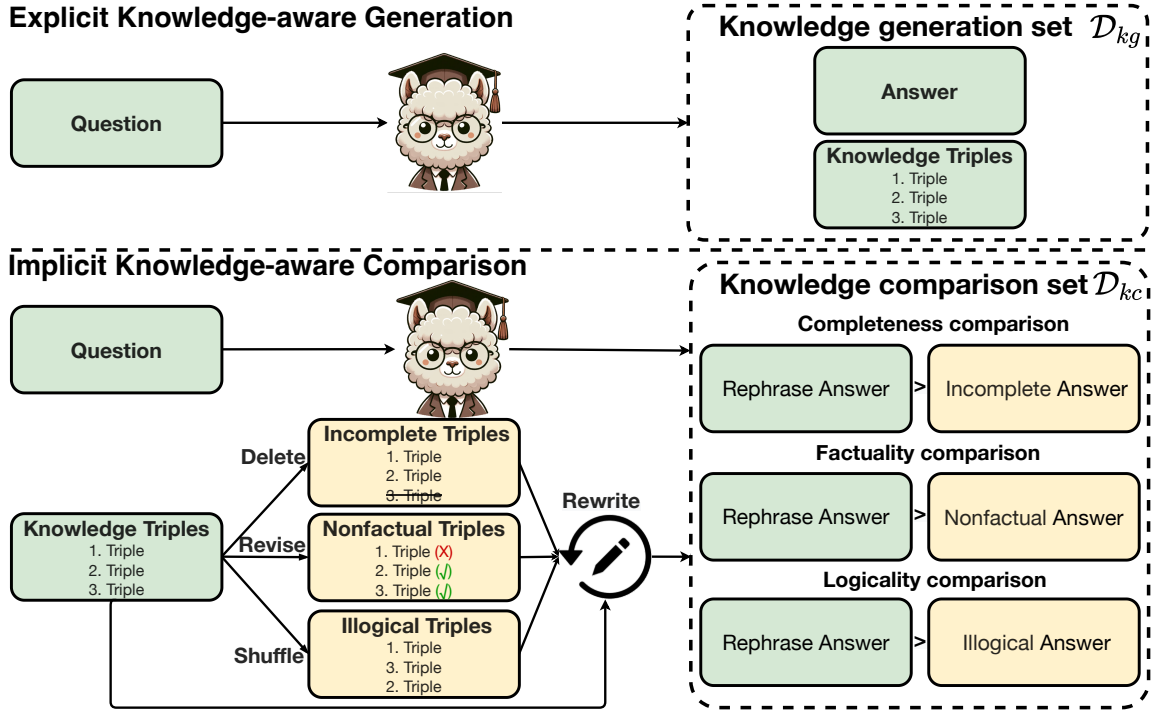 Explicit Knowledge-aware Generation
Question
Knowledge generation set 𝒟kg
Answer
Knowledge Triples
1. Triple
2. Triple
3. Triple
Implicit Knowledge-aware Comparison
Question
Knowledge Triples
1. Triple
2. Triple
3. Triple
Delete
Revise
Shuffle
Incomplete Triples
1. Triple
2. Triple
3. Triple
Nonfactual Triples
1. Triple (X)
2. Triple (√)
3. Triple (√)
Illogical Triples
1. Triple
3. Triple
2. Triple
Rewrite
Knowledge comparison set 𝒟kc
Completeness comparison
Rephrase Answer > Incomplete Answer
Factuality comparison
Rephrase Answer > Nonfactual Answer
Logicality comparison
Rephrase Answer > Illogical Answer